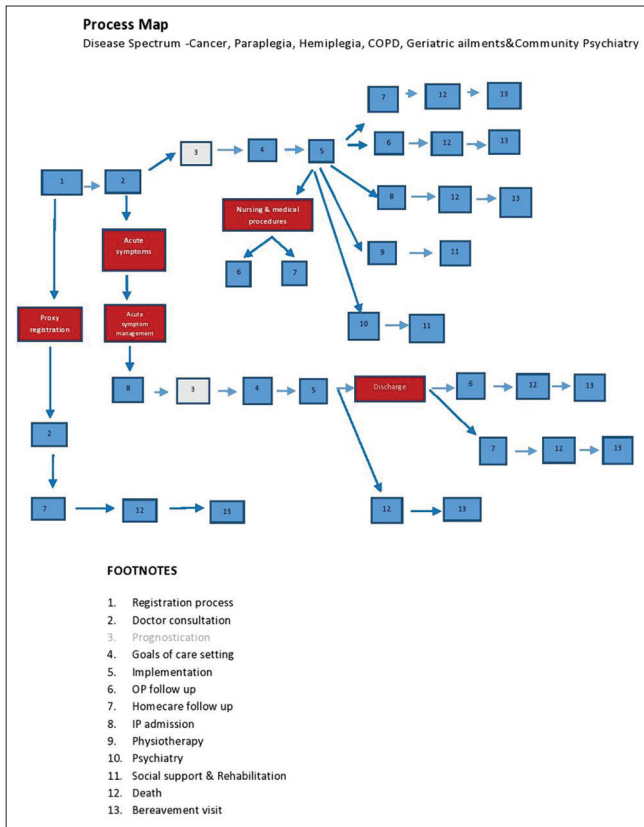 Process Map
Disease Spectrum -Cancer, Paraplegia, Hemiplegia, COPD, Geriatric ailments&Community Psychiatry
7
12
13
6
12
13
3
4
5
1
2
8
12
13
Nursing & medical
procedures
Acute
symptoms
9
11
6
7
Proxy
registration
Acute
symptom
management
10
11
8
3
4
5
Discharge
6
12
13
2
7
12
13
7
12
13
12
13
FOOTNOTES
1. Registration process
2. Doctor consultation
3. Prognostication
4. Goals of care setting
5. Implementation
6. OP follow up
7. Homecare follow up
8. IP admission
9. Physiotherapy
10. Psychiatry
11. Social support & Rehabilitation
12. Death
13. Bereavement visit